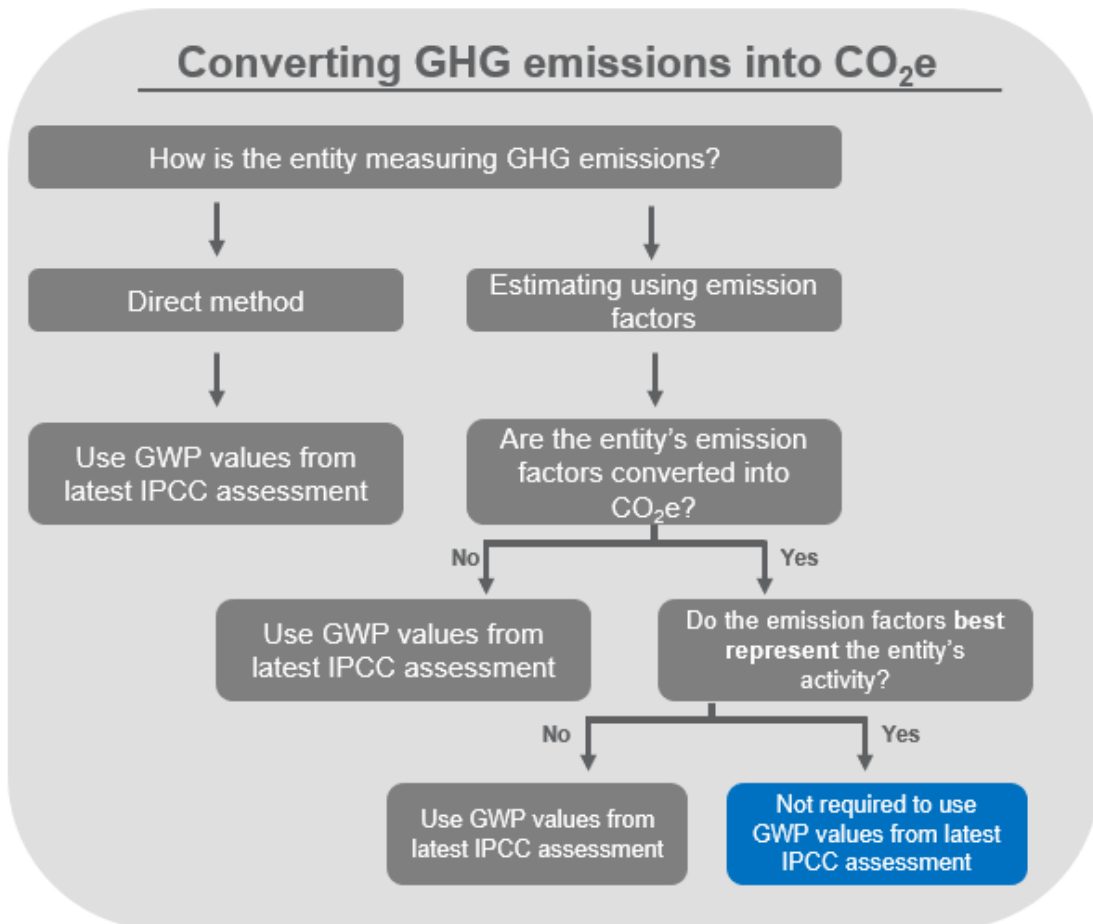 Converting GHG emissions into CO₂e
How is the entity measuring GHG emissions?
Direct method
Estimating using emission
factors
Use GWP values from
latest IPCC assessment
Are the entity’s emission
factors converted into
CO₂e?
No
Yes
Use GWP values from
latest IPCC assessment
Do the emission factors best
represent the entity’s
activity?
No
Yes
Use GWP values from
latest IPCC assessment
Not required to use
GWP values from latest
IPCC assessment